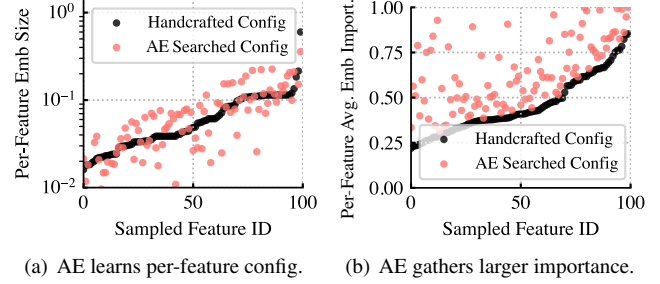 Per-Feature Emb Size
10⁰
10⁻¹
10⁻²
Handcrafted Config
AE Searched Config
0
50
100
Sampled Feature ID
(a) AE learns per-feature config.
Per-Feature Avg. Emb Import.
1.00
0.75
0.50
0.25
0.00
Handcrafted Config
AE Searched Config
0
50
100
Sampled Feature ID
(b) AE gathers larger importance.